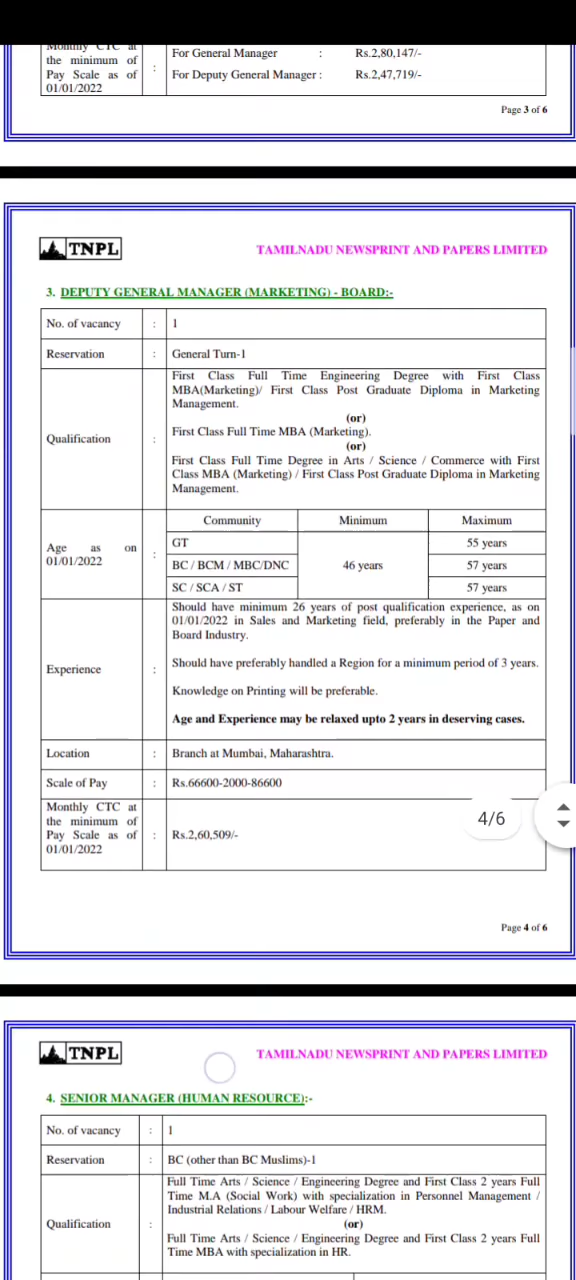 Monthly CTC at
the minimum of
Pay Scale as of
01/01/2022
:
For General Manager : Rs.2,80,147/-
For Deputy General Manager : Rs.2,47,719/-
Page 3 of 6
TNPL
TAMILNADU NEWSPRINT AND PAPERS LIMITED
3. DEPUTY GENERAL MANAGER (MARKETING) - BOARD:-
No. of vacancy : 1
Reservation : General Turn-1
Qualification :
First Class Full Time Engineering Degree with First Class
MBA(Marketing)/ First Class Post Graduate Diploma in Marketing
Management.
(or)
First Class Full Time MBA (Marketing).
(or)
First Class Full Time Degree in Arts / Science / Commerce with First
Class MBA (Marketing) / First Class Post Graduate Diploma in Marketing
Management.
Age as on
01/01/2022
:
Community Minimum Maximum
GT 55 years
BC / BCM / MBC/DNC 46 years 57 years
SC / SCA / ST 57 years
Experience :
Should have minimum 26 years of post qualification experience, as on
01/01/2022 in Sales and Marketing field, preferably in the Paper and
Board Industry.
Should have preferably handled a Region for a minimum period of 3 years.
Knowledge on Printing will be preferable.
Age and Experience may be relaxed upto 2 years in deserving cases.
Location : Branch at Mumbai, Maharashtra.
Scale of Pay : Rs.66600-2000-86600
Monthly CTC at
the minimum of
Pay Scale as of
01/01/2022
: Rs.2,60,509/-
4/6
Page 4 of 6
TNPL
TAMILNADU NEWSPRINT AND PAPERS LIMITED
4. SENIOR MANAGER (HUMAN RESOURCE):-
No. of vacancy : 1
Reservation : BC (other than BC Muslims)-1
Qualification :
Full Time Arts / Science / Engineering Degree and First Class 2 years Full
Time M.A (Social Work) with specialization in Personnel Management /
Industrial Relations / Labour Welfare / HRM.
(or)
Full Time Arts / Science / Engineering Degree and First Class 2 years Full
Time MBA with specialization in HR.